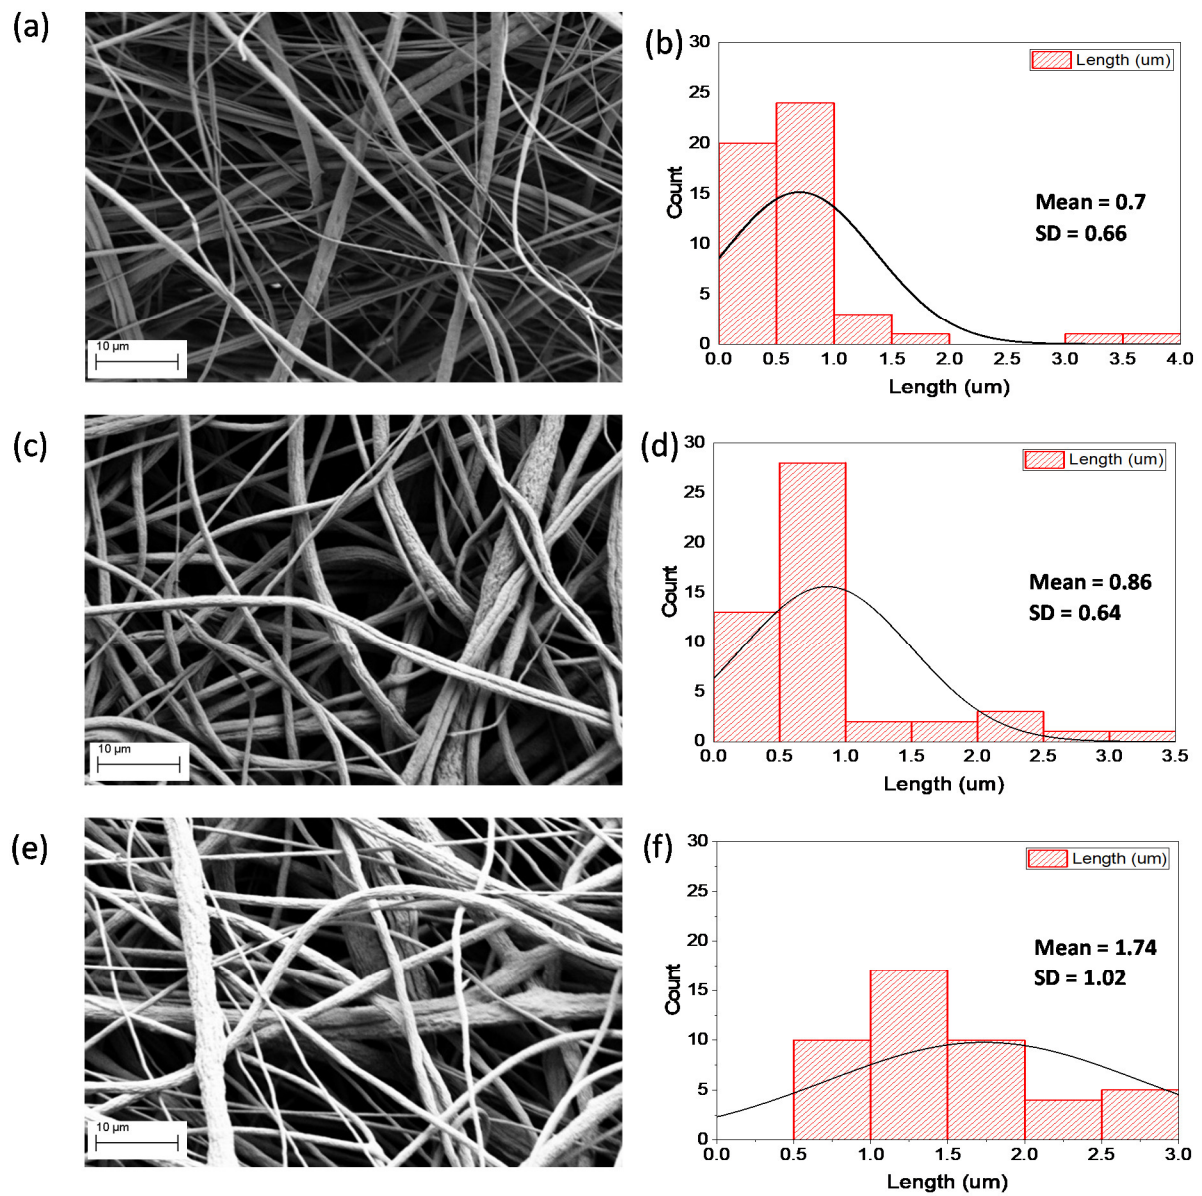 (a)
10 µm
(b)
30
25
20
15
10
5
0
Count
Length (um)
Mean = 0.7
SD = 0.66
0.0 0.5 1.0 1.5 2.0 2.5 3.0 3.5 4.0
Length (um)
(c)
10 µm
(d)
30
25
20
15
10
5
0
Count
Length (um)
Mean = 0.86
SD = 0.64
0.0 0.5 1.0 1.5 2.0 2.5 3.0 3.5
Length (um)
(e)
10 µm
(f)
30
25
20
15
10
5
0
Count
Length (um)
Mean = 1.74
SD = 1.02
0.0 0.5 1.0 1.5 2.0 2.5 3.0
Length (um)